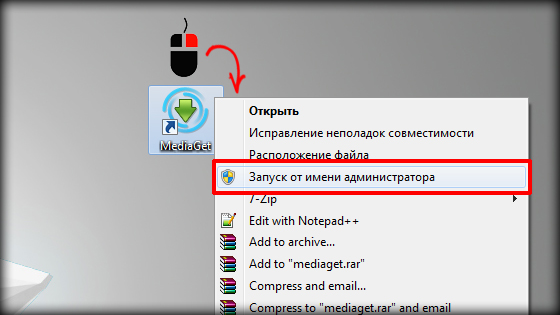 MediaGet
Открыть
Исправление неполадок совместимости
Расположение файла
Запуск от имени администратора
7-Zip
Edit with Notepad++
Add to archive...
Add to "mediaget.rar"
Compress and email...
Compress to "mediaget.rar" and email